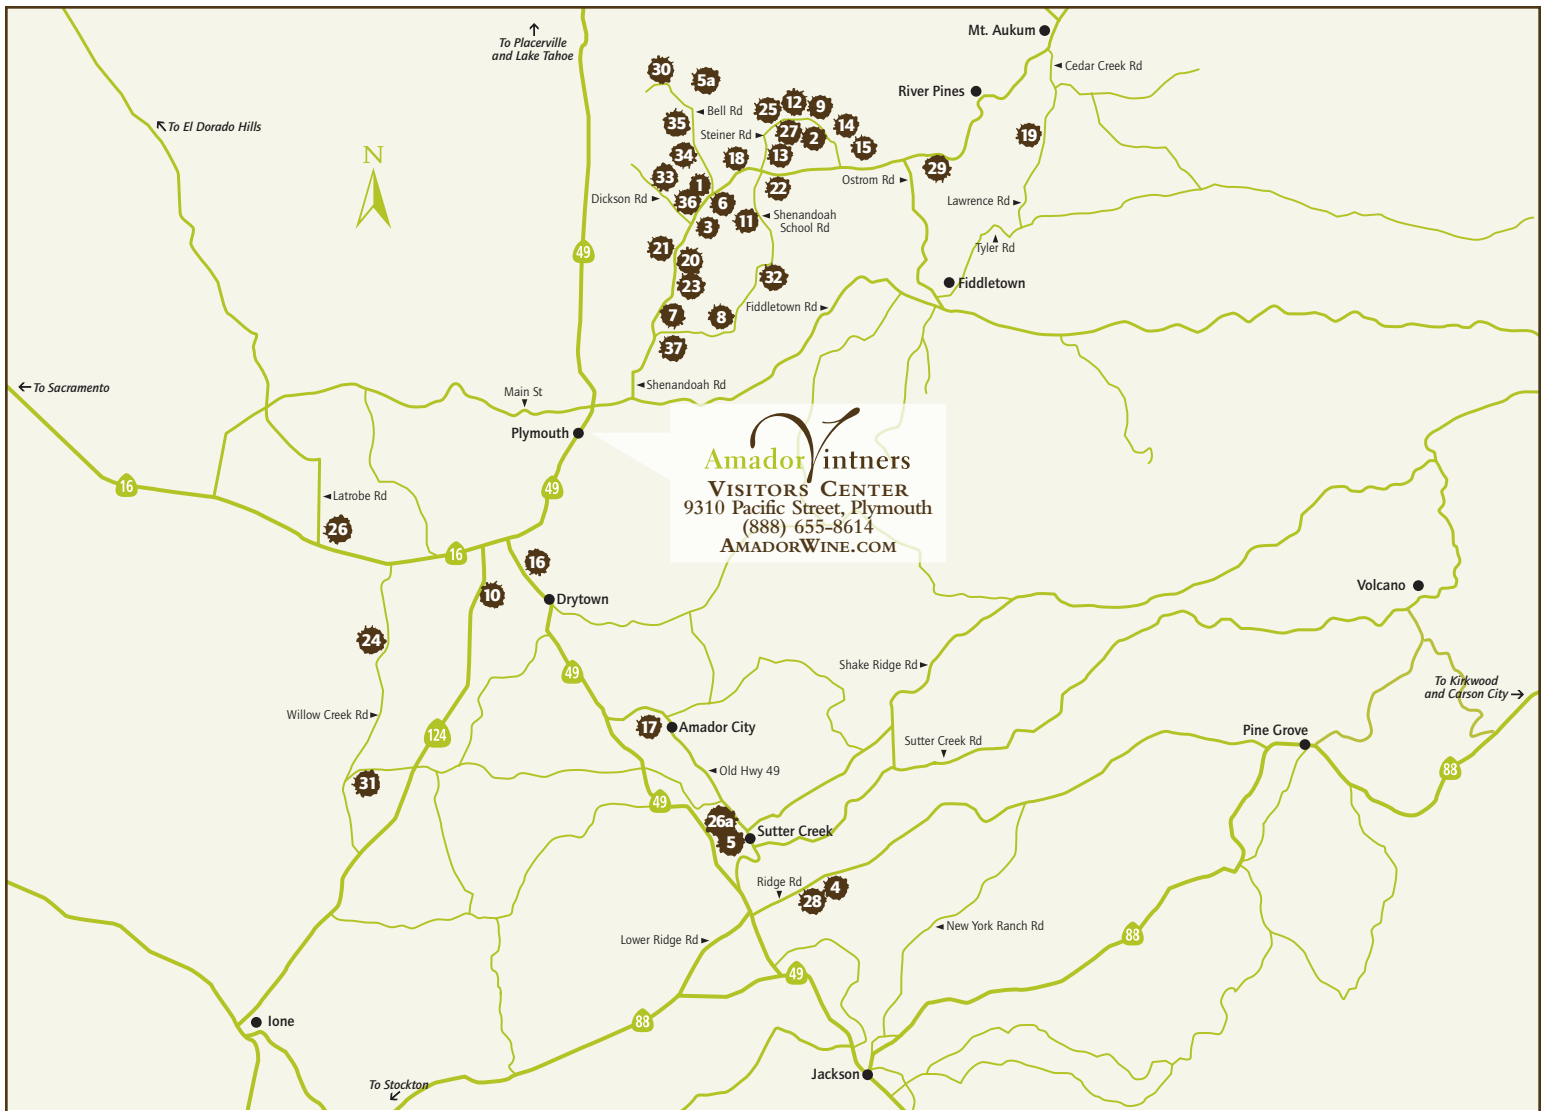 To Placerville
and Lake Tahoe
Mt. Aukum
Cedar Creek Rd
River Pines
To El Dorado Hills
N
30
5a
Bell Rd
35
Steiner Rd
25
12
9
27
2
14
15
19
34
18
13
29
33
1
22
Ostrom Rd
Dickson Rd
36
6
11
Shenandoah
School Rd
Lawrence Rd
3
Tyler Rd
49
21
20
23
32
Fiddletown
7
8
Fiddletown Rd
37
To Sacramento
Shenandoah Rd
Main St
Plymouth
Amador Vintners
Visitors Center
9310 Pacific Street, Plymouth
(888) 655-8614
AmadorWine.com
16
49
Latrobe Rd
26
16
16
10
Drytown
Volcano
24
49
Shake Ridge Rd
To Kirkwood
and Carson City
Willow Creek Rd
124
17
Amador City
Sutter Creek Rd
Pine Grove
Old Hwy 49
88
31
49
26a
5
Sutter Creek
Ridge Rd
4
28
Lower Ridge Rd
New York Ranch Rd
88
49
Ione
88
Jackson
To Stockton